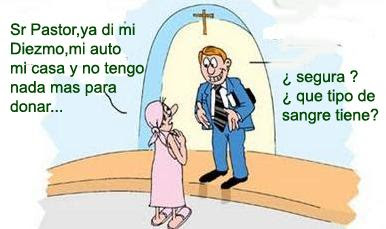 Sr Pastor,ya di mi
Diezmo,mi auto
mi casa y no tengo
nada mas para
donar...
¿ segura ?
¿ que tipo de
sangre tiene?